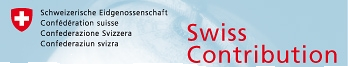 Schweizerische Eidgenossenschaft
Confédération suisse
Confederazione Svizzera
Confederaziun svizra
Swiss
Contribution